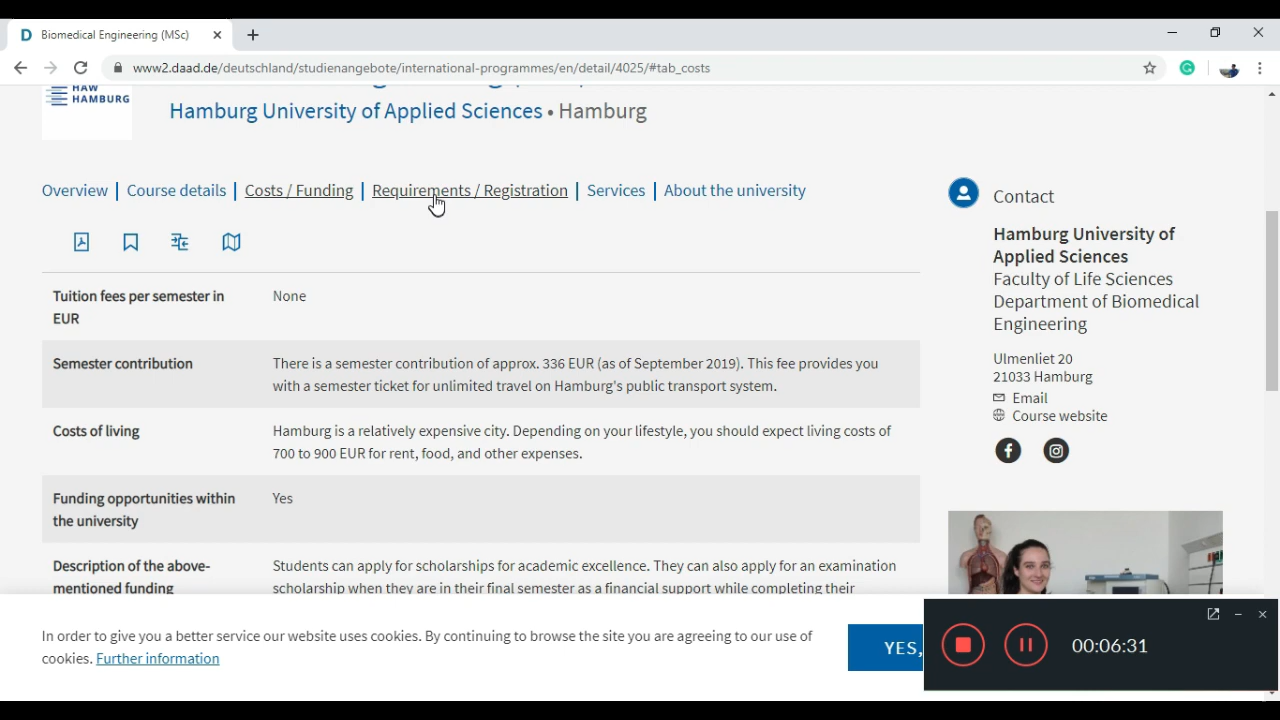 Biomedical Engineering (MSc)
www2.daad.de/deutschland/studienangebote/international-programmes/en/detail/4025/#tab_costs
HAW
HAMBURG
Hamburg University of Applied Sciences • Hamburg
Overview | Course details | Costs / Funding | Requirements / Registration | Services | About the university
Tuition fees per semester in
EUR
None
Semester contribution
There is a semester contribution of approx. 336 EUR (as of September 2019). This fee provides you
with a semester ticket for unlimited travel on Hamburg's public transport system.
Costs of living
Hamburg is a relatively expensive city. Depending on your lifestyle, you should expect living costs of
700 to 900 EUR for rent, food, and other expenses.
Funding opportunities within
the university
Yes
Description of the above-
mentioned funding
Students can apply for scholarships for academic excellence. They can also apply for an examination
scholarship when they are in their final semester as a financial support while completing their
Contact
Hamburg University of
Applied Sciences
Faculty of Life Sciences
Department of Biomedical
Engineering
Ulmenliet 20
21033 Hamburg
Email
Course website
In order to give you a better service our website uses cookies. By continuing to browse the site you are agreeing to our use of
cookies. Further information
YES,
00:06:31